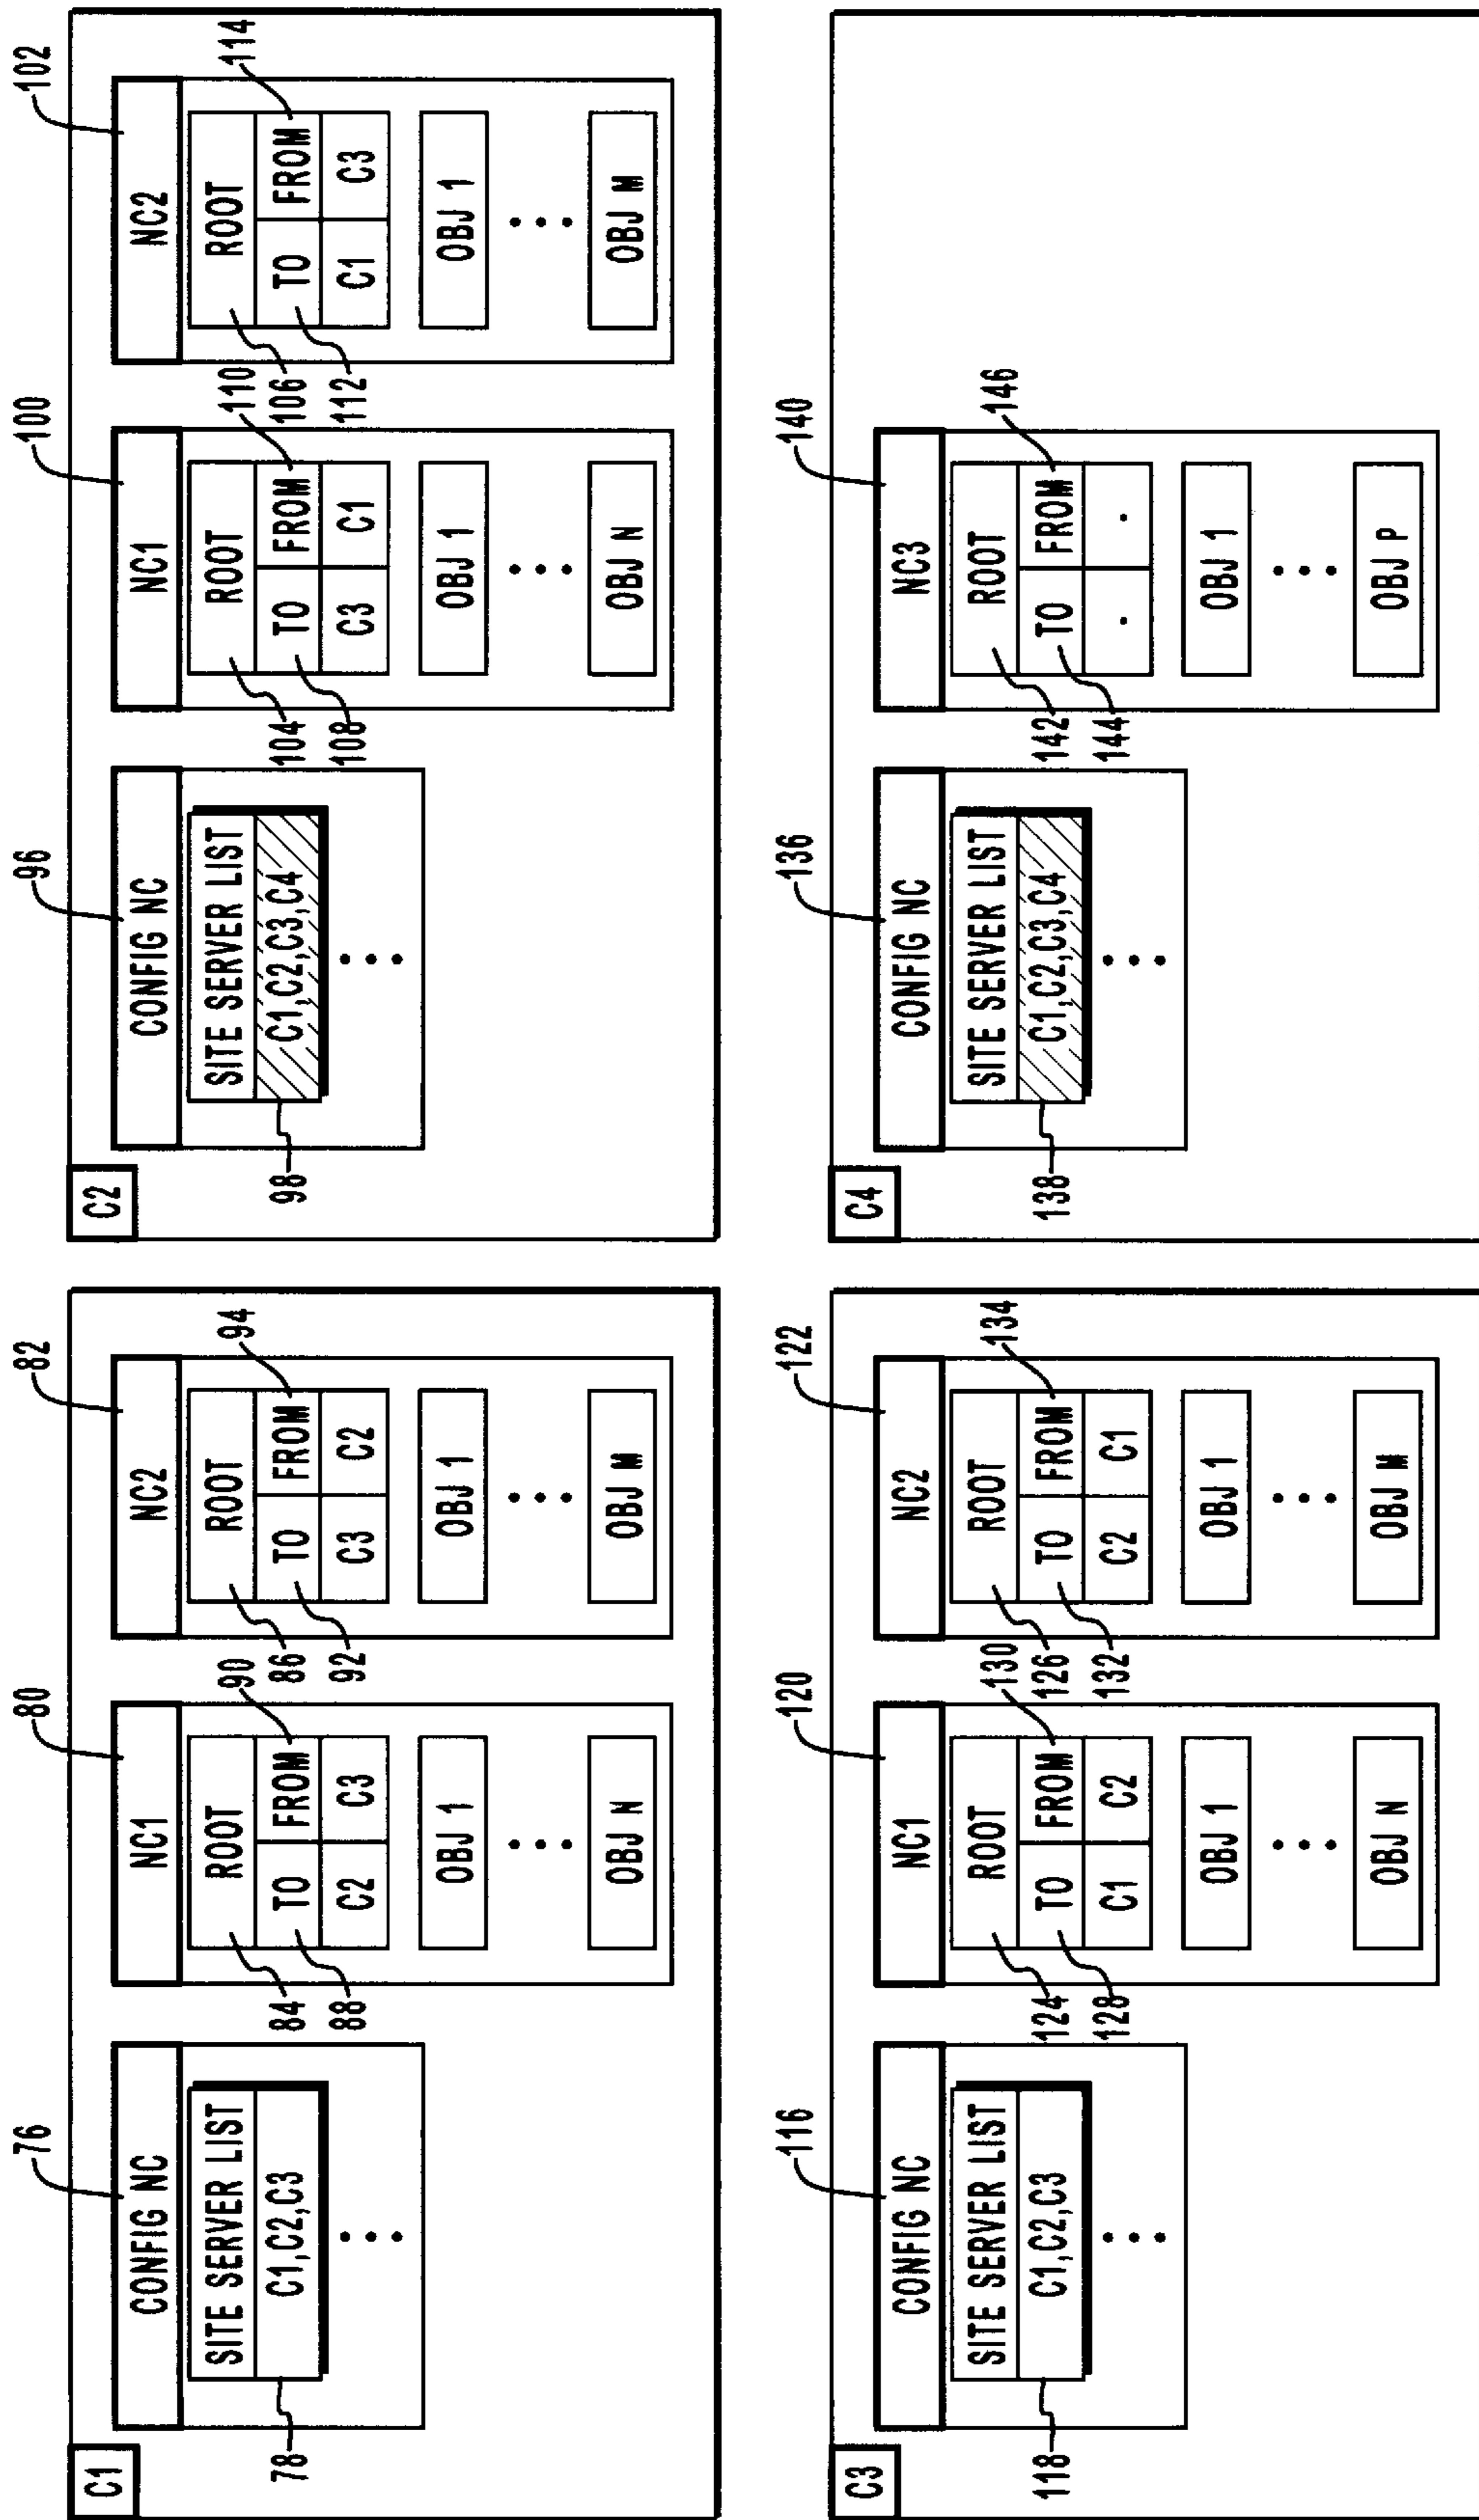 C1
76
CONFIG NC
SITE SERVER LIST
C1,C2,C3
78
80
NC1
ROOT
TO FROM
C2 C3
OBJ 1
OBJ N
84
88
90
82
NC2
ROOT
TO FROM
C3 C2
OBJ 1
OBJ M
86
92
94
C2
96
CONFIG NC
SITE SERVER LIST
C1,C2,C3,C4
98
100
NC1
ROOT
TO FROM
C3 C1
OBJ 1
OBJ N
104
108
110
102
NC2
ROOT
TO FROM
C1 C3
OBJ 1
OBJ M
106
112
114
C3
116
CONFIG NC
SITE SERVER LIST
C1,C2,C3
118
120
NC1
ROOT
TO FROM
C1 C2
OBJ 1
OBJ N
124
128
130
122
NC2
ROOT
TO FROM
C2 C1
OBJ 1
OBJ M
126
132
134
C4
136
CONFIG NC
SITE SERVER LIST
C1,C2,C3,C4
138
140
NC3
ROOT
TO FROM
. .
OBJ 1
OBJ P
142
144
146